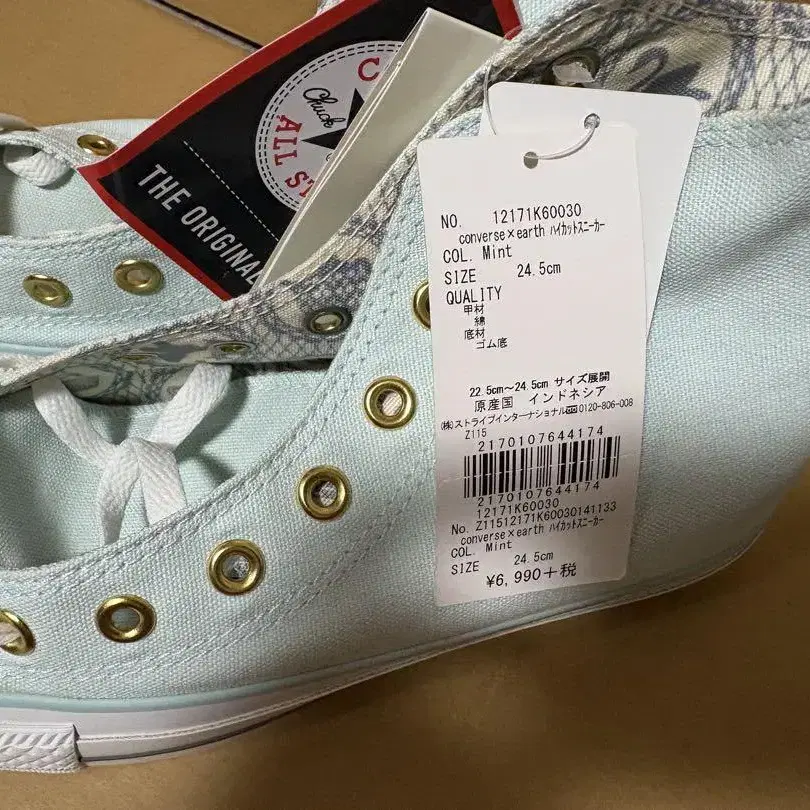 Chuck
ALL ST
THE ORIGINAL
NO. 12171K60030
converse×earth ハイカットスニーカー
COL. Mint
SIZE 24.5cm
QUALITY
甲材
綿
底材
ゴム底
22.5cm～24.5cm サイズ展開
原産国 インドネシア
(株)ストライプインターナショナル 0120-806-008
Z115
2170107644174
2170107644174
12171K60030
No. Z11512171K60030141133
converse×earth ハイカットスニーカー
COL. Mint
SIZE 24.5cm
¥6,990+税